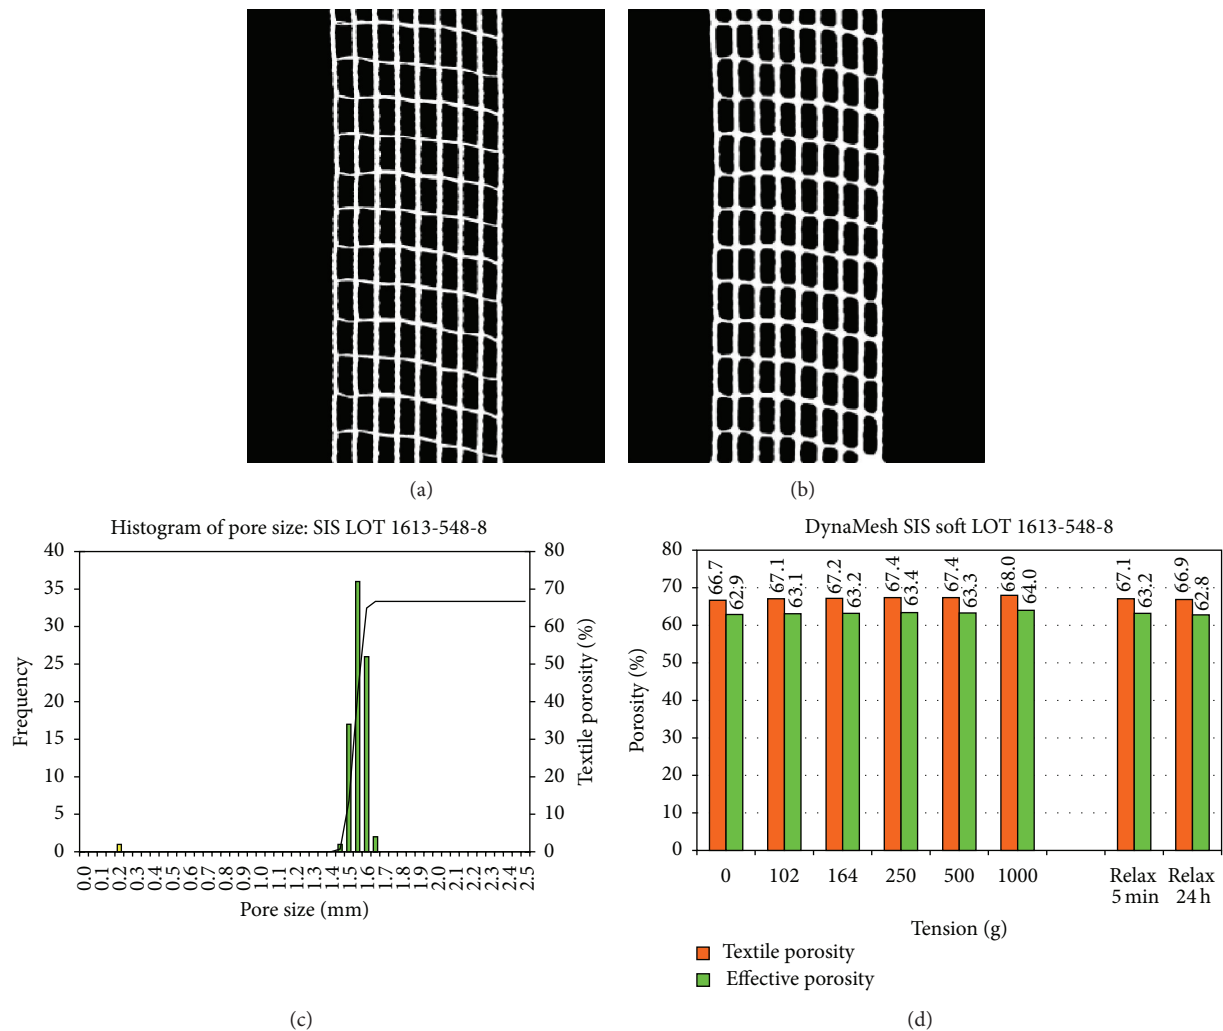 (a)
(b)
Histogram of pore size: SIS LOT 1613-548-8
40
35
30
25
20
15
10
5
0
Frequency
80
70
60
50
40
30
20
10
0
Textile porosity (%)
0.0 0.2 0.3 0.4 0.5 0.6 0.7 0.8 0.9 1.0 1.1 1.2 1.3 1.4 1.5 1.6 1.7 1.8 1.9 2.0 2.1 2.2 2.3 2.4 2.5
Pore size (mm)
(c)
DynaMesh SIS soft LOT 1613-548-8
80
70
60
50
40
30
20
10
0
Porosity (%)
66.7 62.9 67.1 63.1 67.2 63.2 67.4 63.4 67.4 63.3 68.0 64.0 67.1 63.2 66.9 62.8
0 102 164 250 500 1000 Relax Relax
5 min 24 h
Tension (g)
Textile porosity
Effective porosity
(d)